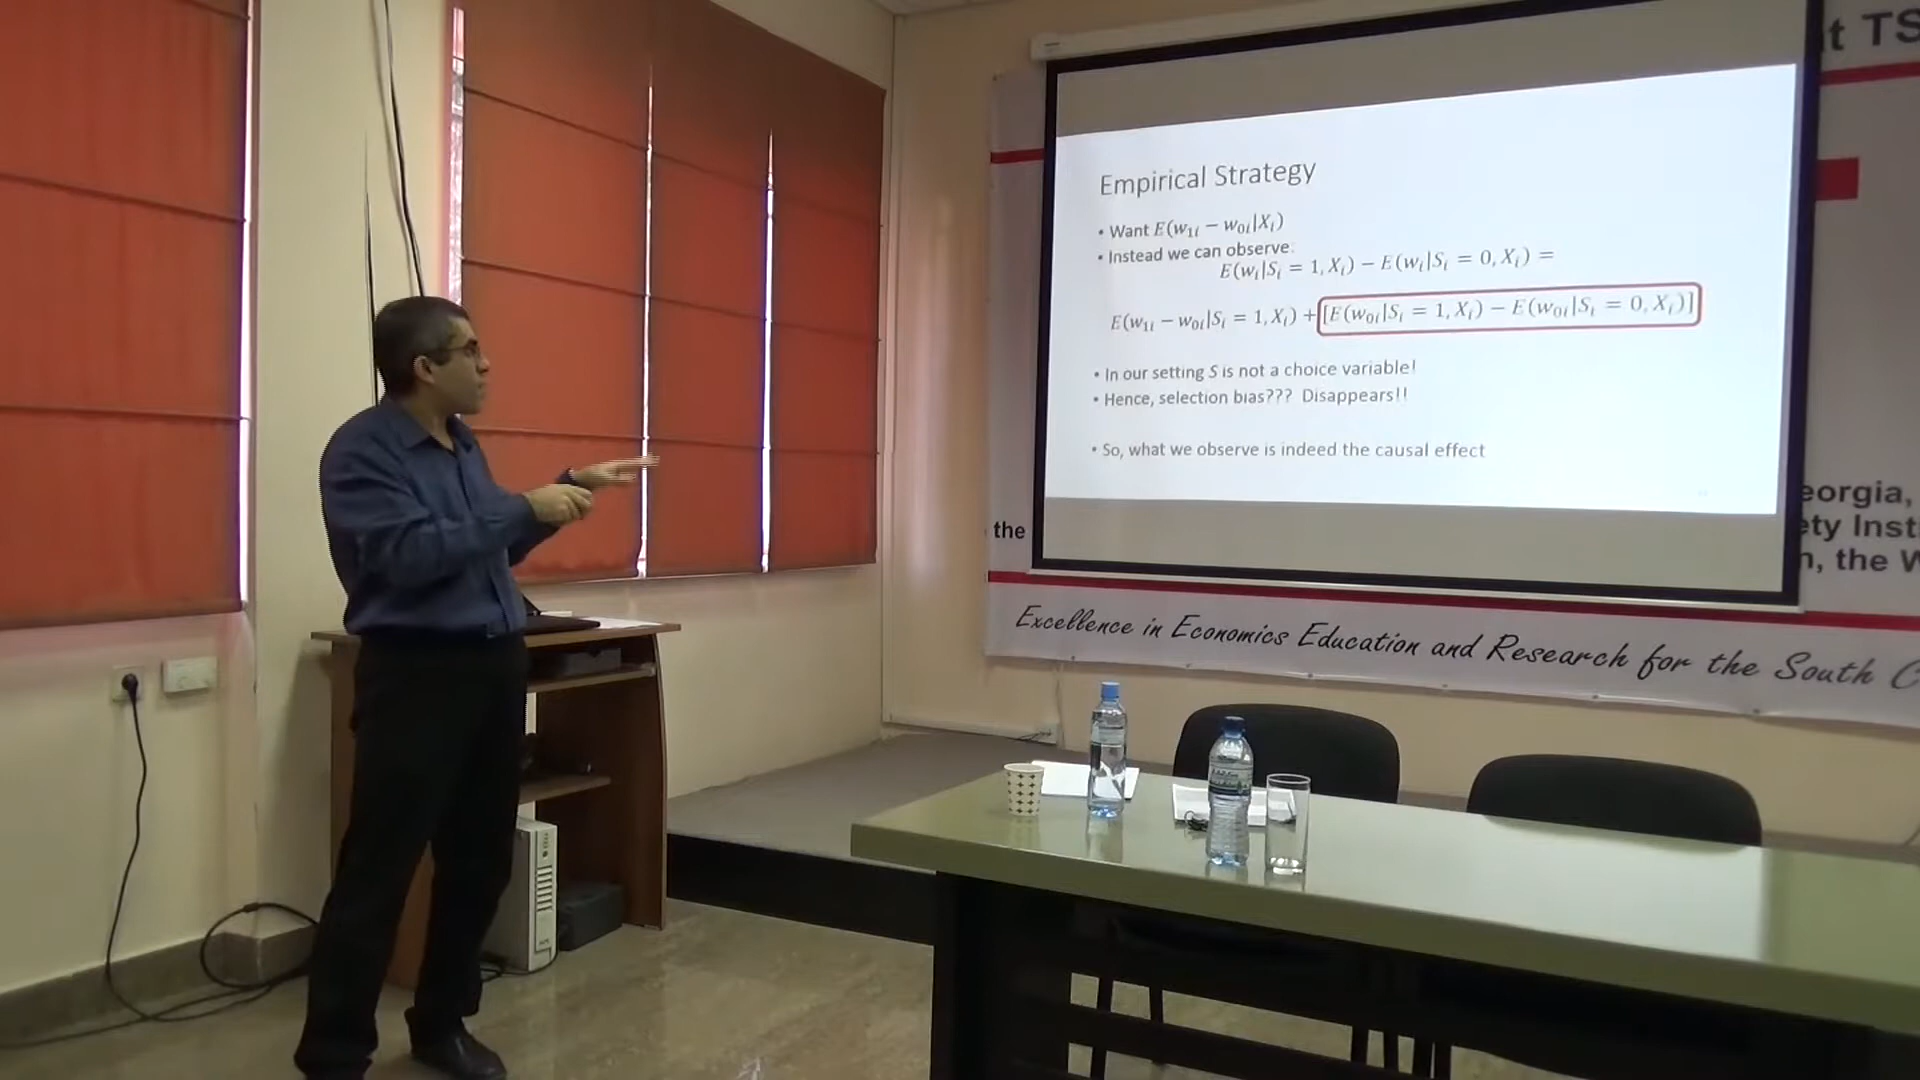 t TS
Empirical Strategy
• Want E(w₁ᵢ − w₀ᵢ|Xᵢ)
• Instead we can observe:
E(wᵢ|Sᵢ = 1, Xᵢ) − E(wᵢ|Sᵢ = 0, Xᵢ) =
E(w₁ᵢ − w₀ᵢ|Sᵢ = 1, Xᵢ) + [E(w₀ᵢ|Sᵢ = 1, Xᵢ) − E(w₀ᵢ|Sᵢ = 0, Xᵢ)]
• In our setting S is not a choice variable!
• Hence, selection bias??? Disappears!!
• So, what we observe is indeed the causal effect
eorgia,
the
ety Inst
n, the W
Excellence in Economics Education and Research for the South C